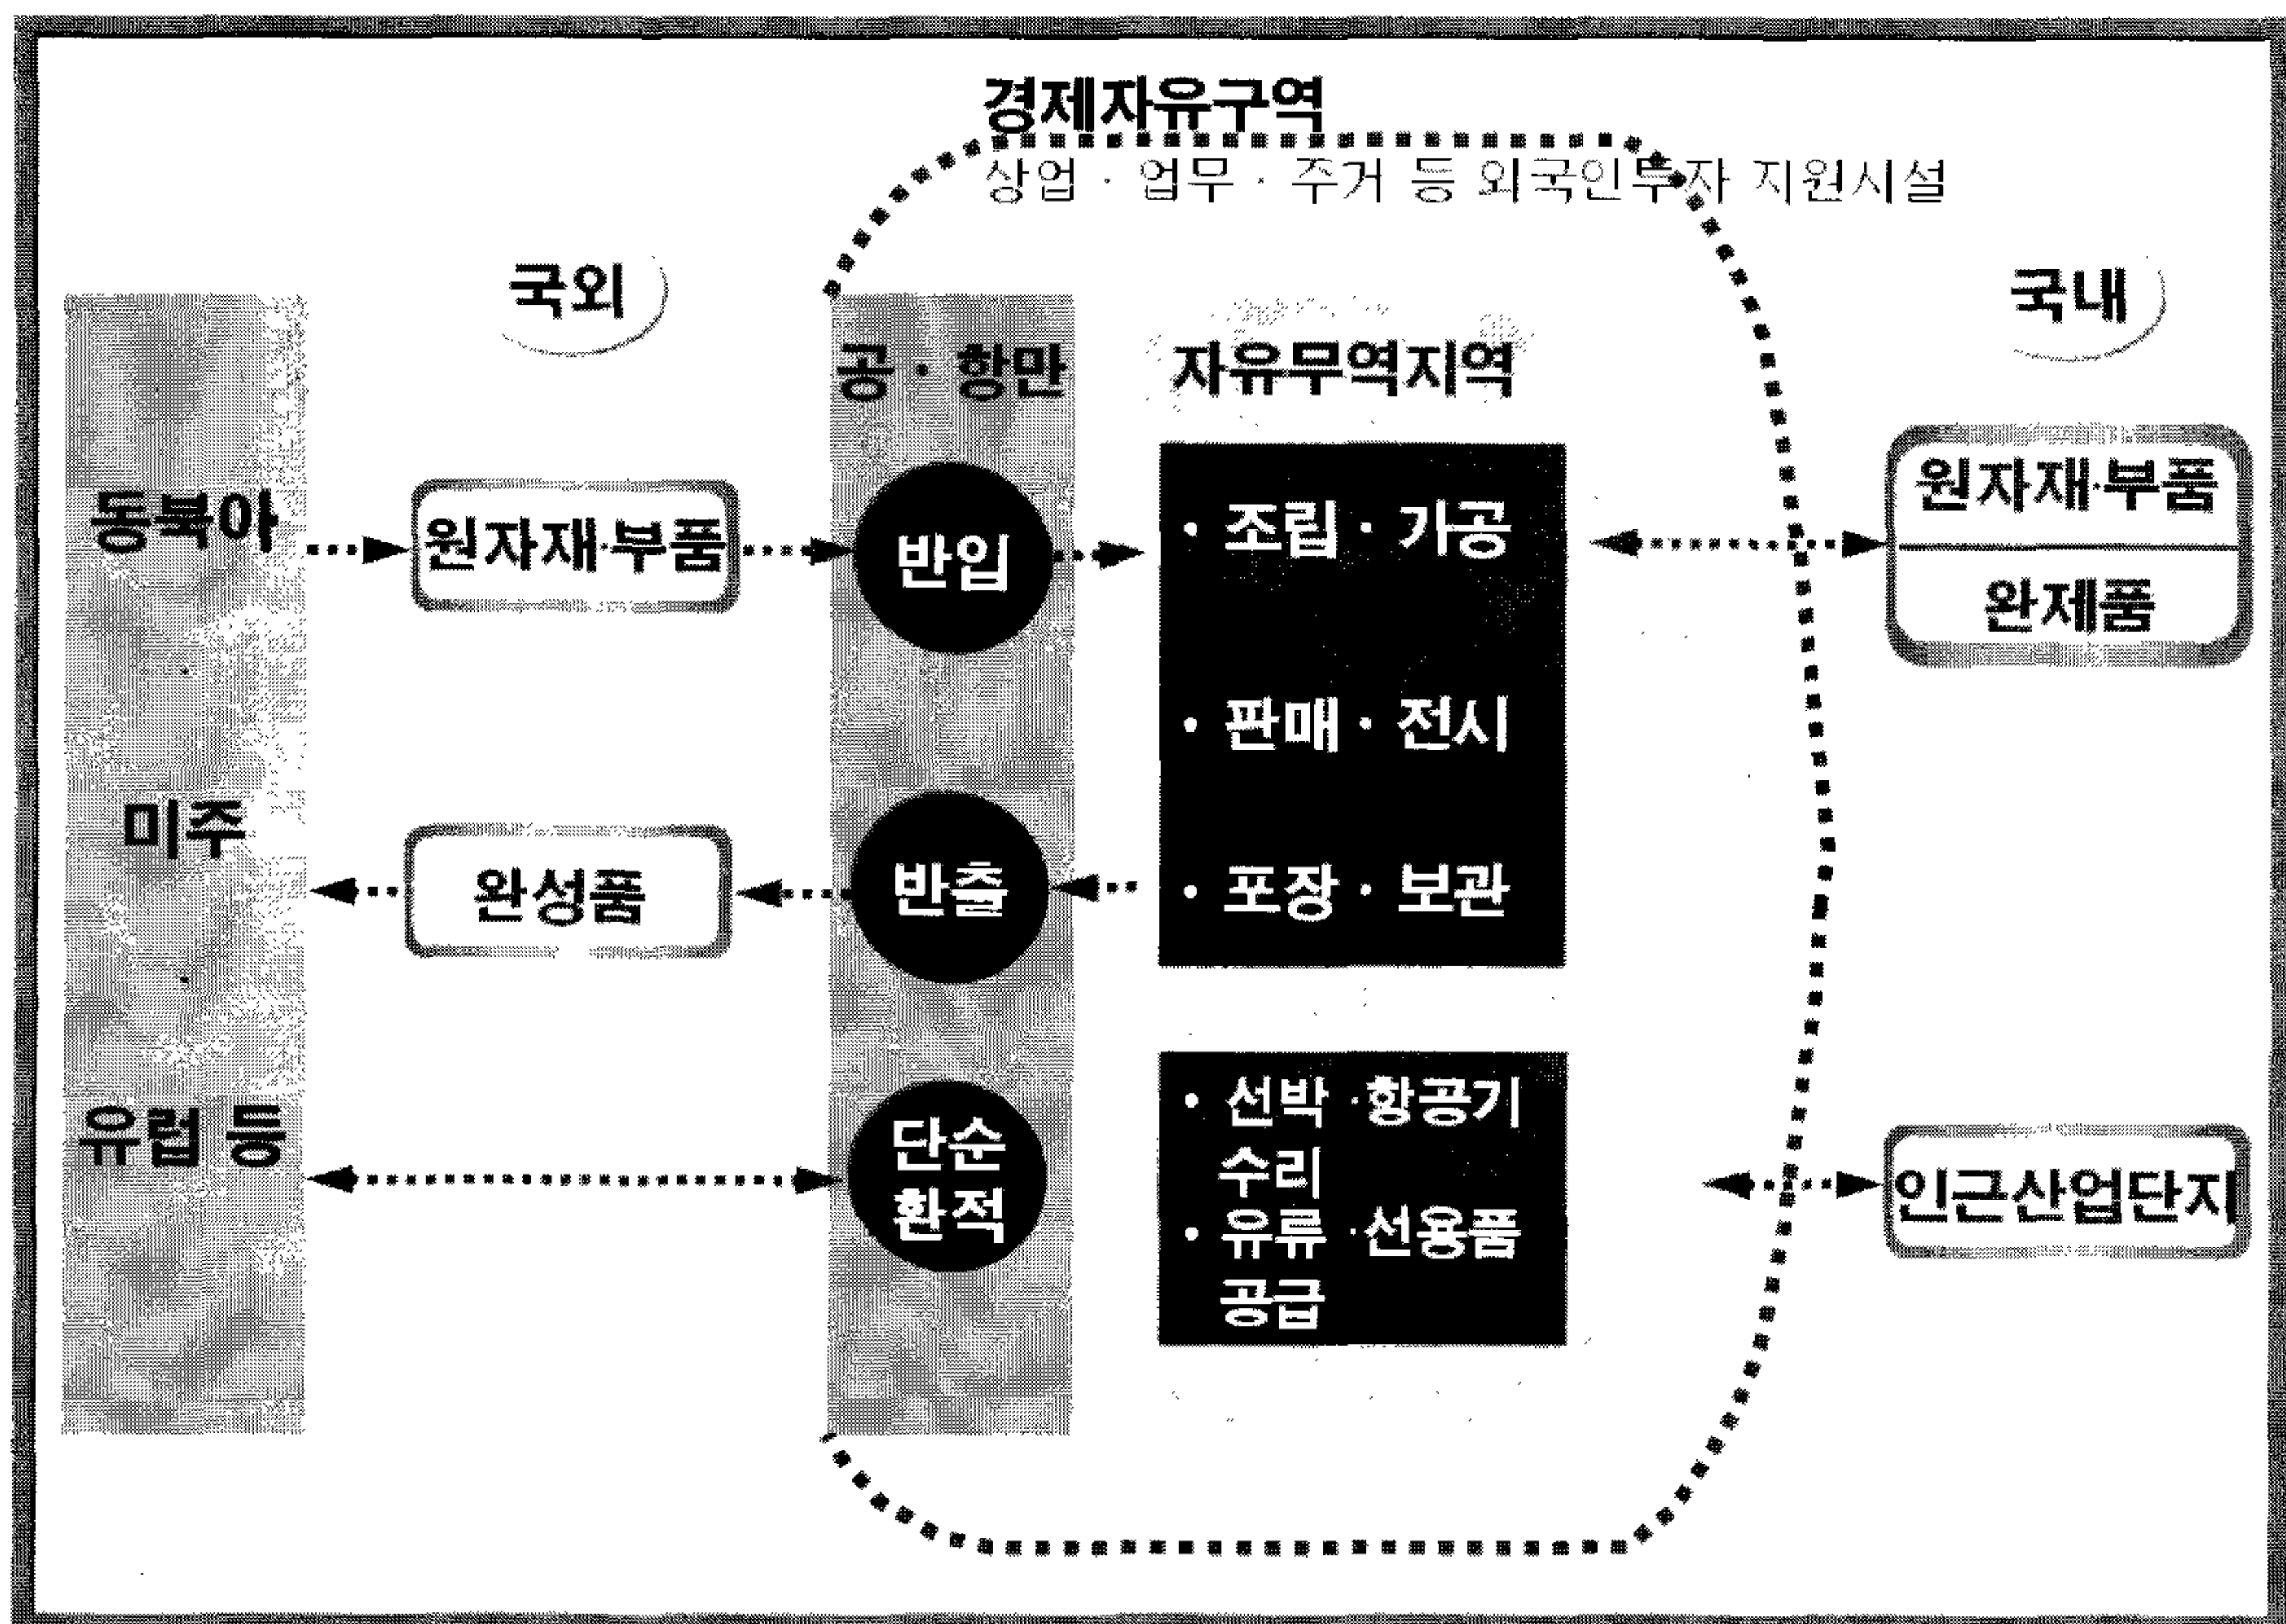 경제자유구역
상업 · 업무 · 주거 등 외국인투자 지원시설
국외
국내
공 · 항만
자유무역지역
동북아
미주
유럽 등
원자재·부품
완성품
반입
반출
단순
환적
• 조립 · 가공
• 판매 · 전시
• 포장 · 보관
• 선박 ·항공기
수리
• 유류 ·선용품
공급
원자재·부품
완제품
인근산업단지